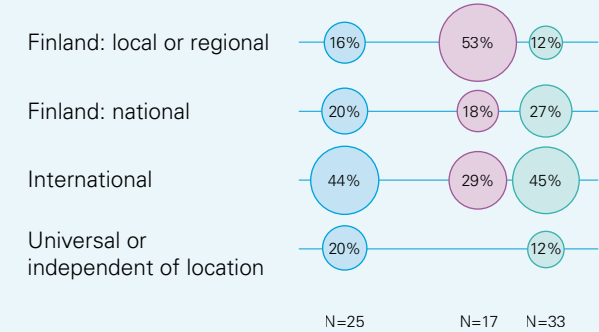 Finland: local or regional 16% 53% 12%
Finland: national 20% 18% 27%
International 44% 29% 45%
Universal or
independent of location 20% 12%
N=25 N=17 N=33